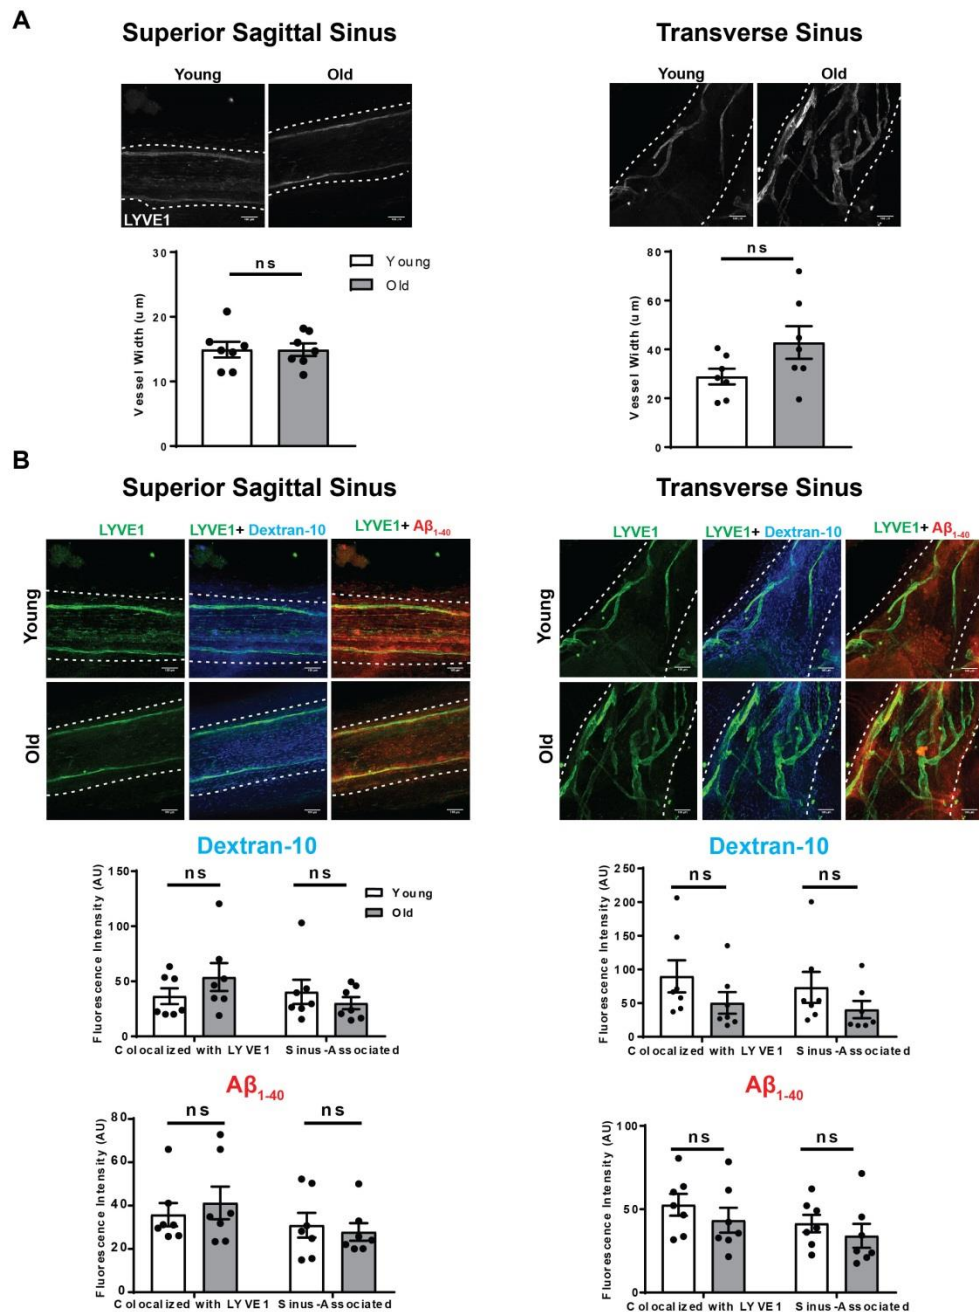 A
Superior Sagittal Sinus
Young
Old
LYVE1
Vessel Width (um)
30
20
10
0
ns
Young
Old
Transverse Sinus
Young
Old
Vessel Width (um)
80
60
40
20
0
ns
B
Superior Sagittal Sinus
LYVE1
LYVE1+ Dextran-10
LYVE1+ Aβ1-40
Young
Old
Transverse Sinus
LYVE1
LYVE1+ Dextran-10
LYVE1+ Aβ1-40
Young
Old
Dextran-10
Fluorescence Intensity (AU)
150
100
50
0
ns
ns
Young
Old
Colocalized with LYVE1
Sinus-Associated
Fluorescence Intensity (AU)
250
200
150
100
50
0
ns
ns
Colocalized with LYVE1
Sinus-Associated
Aβ1-40
Fluorescence Intensity (AU)
80
60
40
20
0
ns
ns
Colocalized with LYVE1
Sinus-Associated
Aβ1-40
Fluorescence Intensity (AU)
100
50
0
ns
ns
Colocalized with LYVE1
Sinus-Associated